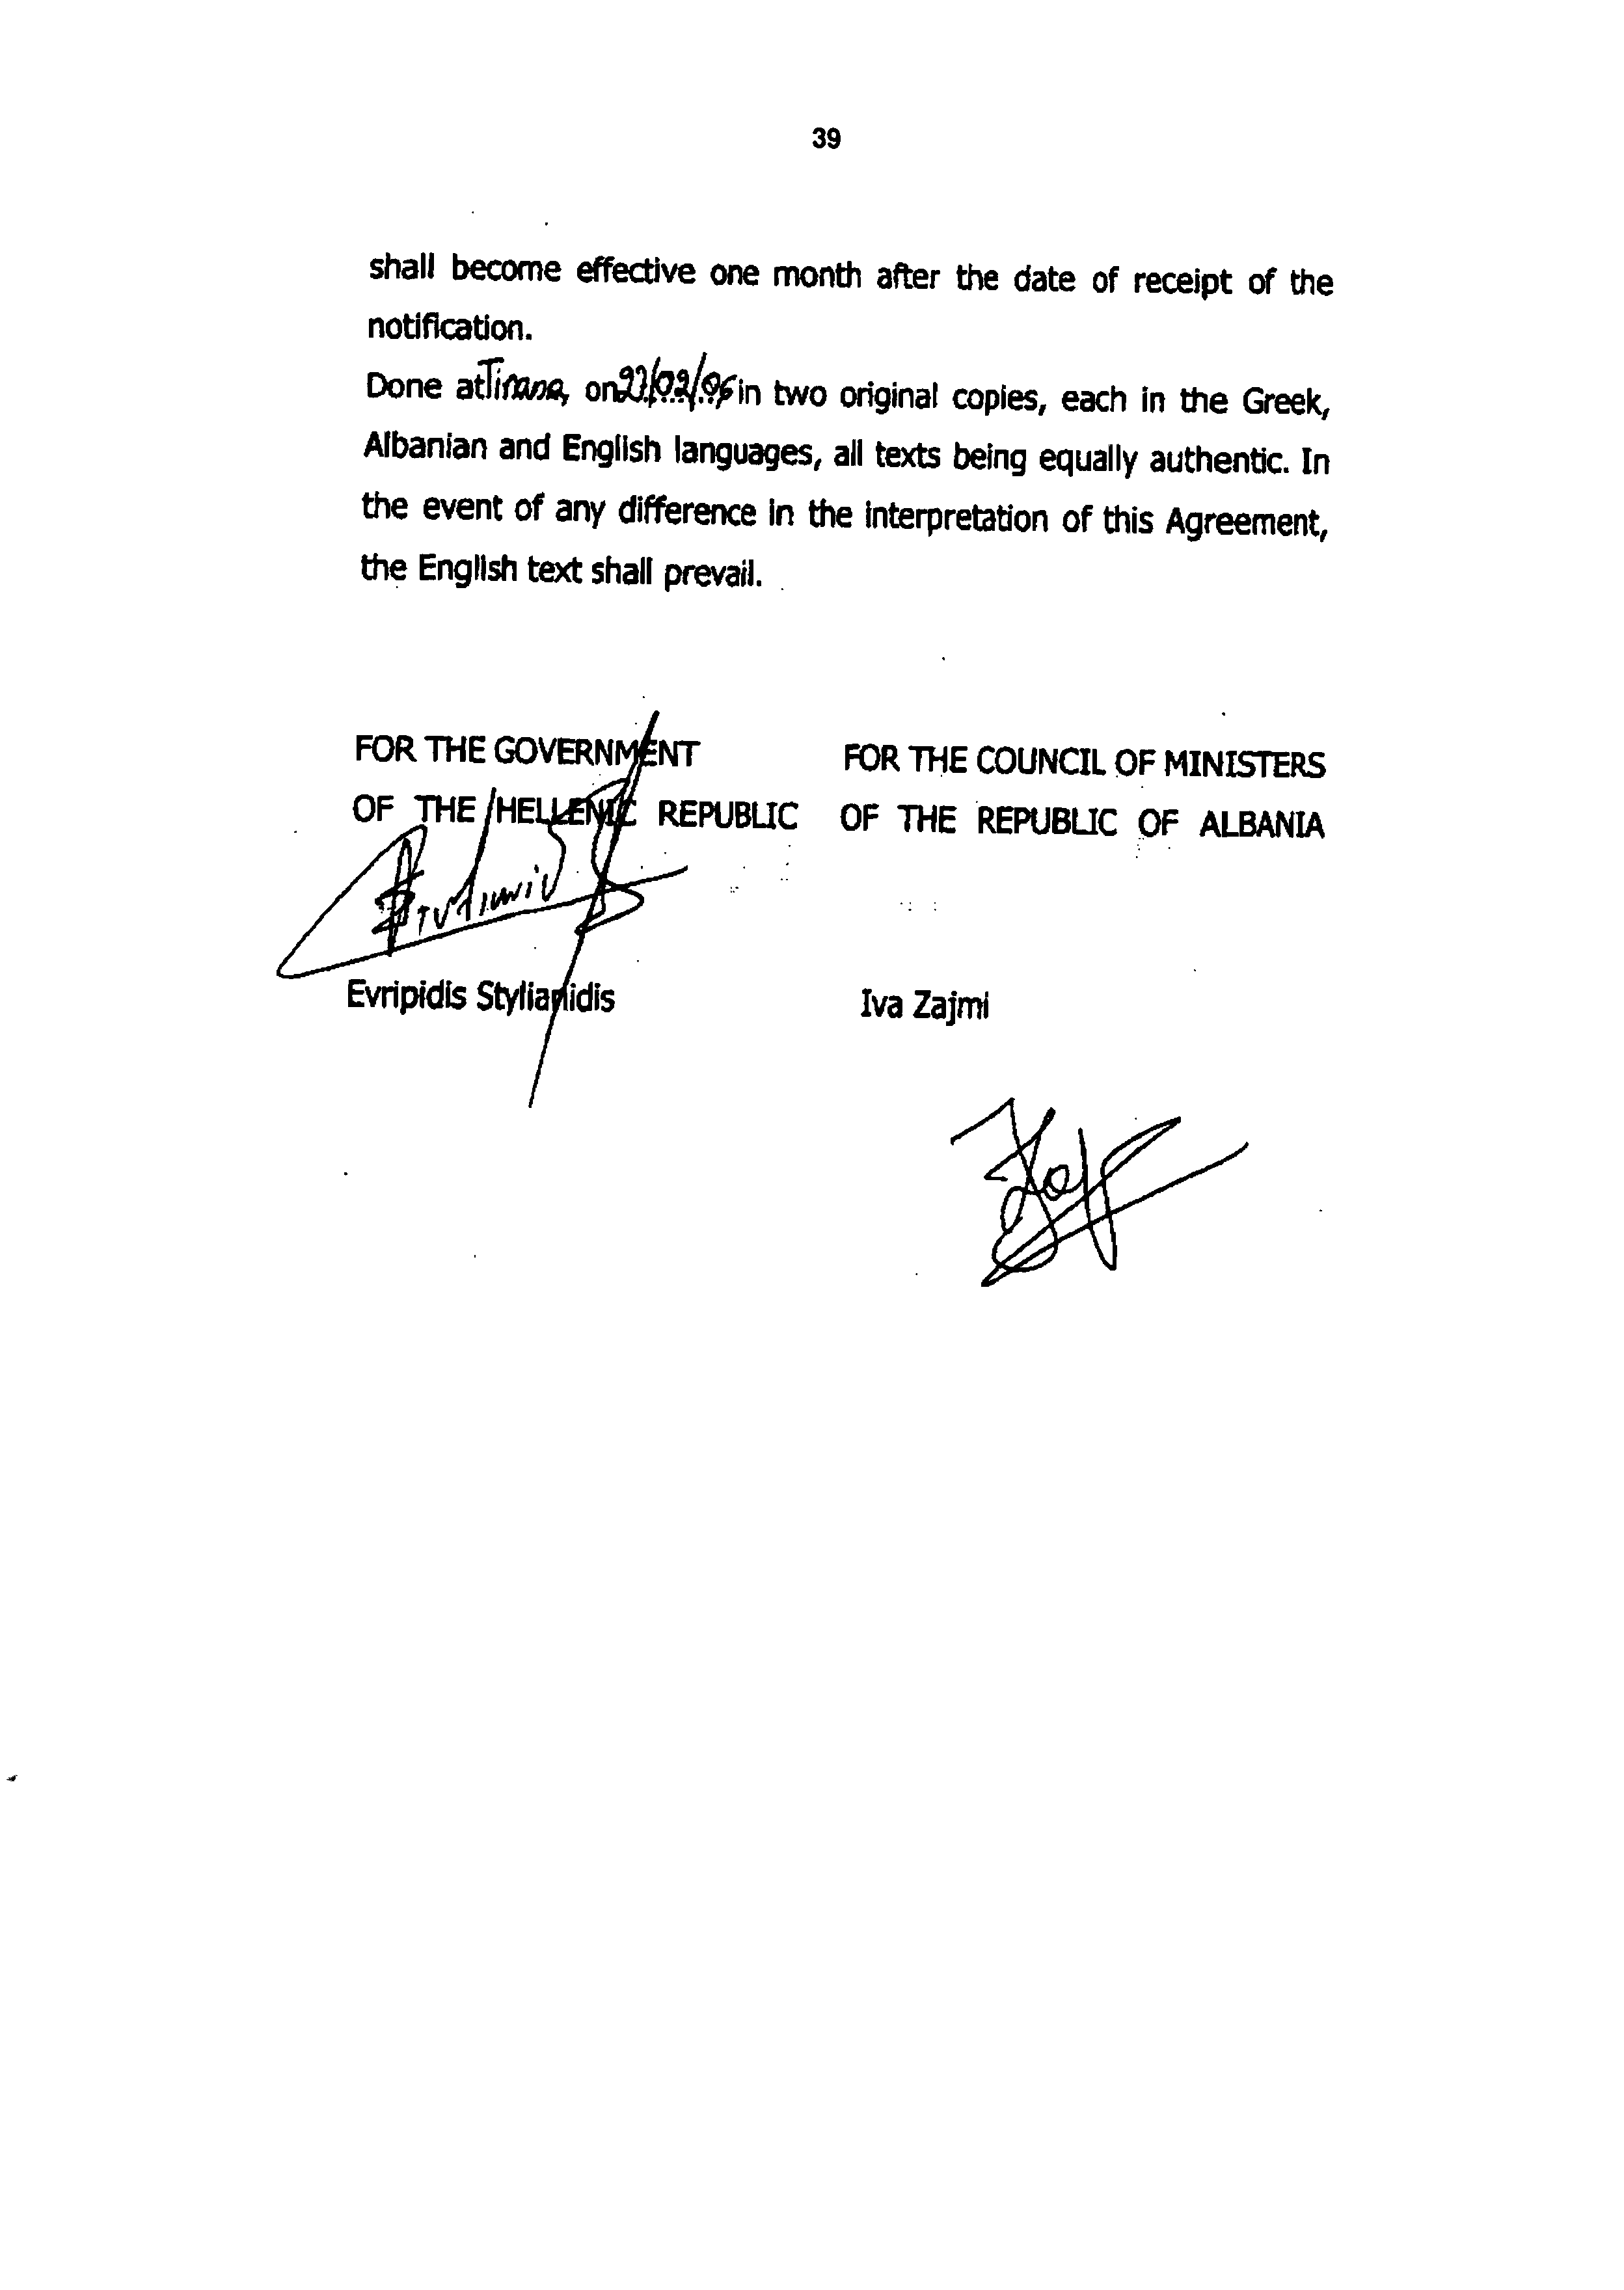 39
shall become effective one month after the date of receipt of the
notification.
Done at Tirana, on 27/02/06 in two original copies, each in the Greek,
Albanian and English languages, all texts being equally authentic. In
the event of any difference in the interpretation of this Agreement,
the English text shall prevail.
FOR THE GOVERNMENT
OF THE HELLENIC REPUBLIC
FOR THE COUNCIL OF MINISTERS
OF THE REPUBLIC OF ALBANIA
Evripidis Stylianidis
Iva Zajmi